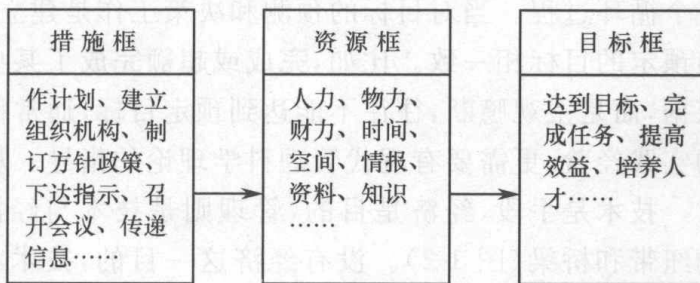 措施框
作计划、建立
组织机构、制
订方针政策、
下达指示、召
开会议、传递
信息……
资源框
人力、物力、
财力、时间、
空间、情报、
资料、知识
……
目标框
达到目标、完
成任务、提高
效益、培养人
才……